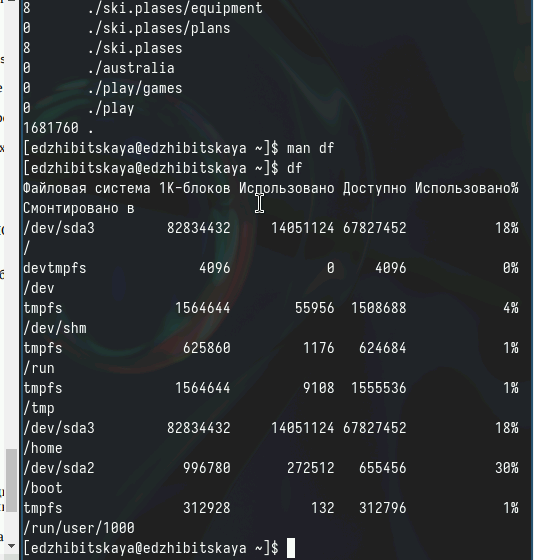 8       ./ski.plases/equipment
0       ./ski.plases/plans
8       ./ski.plases
0       ./australia
0       ./play/games
0       ./play
1681760 .
[edzhibitskaya@edzhibitskaya ~]$ man df
[edzhibitskaya@edzhibitskaya ~]$ df
Файловая система 1K-блоков Использовано Доступно Использовано%
Смонтировано в
/dev/sda3         82834432     14051124 67827452           18%
/
devtmpfs              4096            0     4096            0%
/dev
tmpfs              1564644        55956  1508688            4%
/dev/shm
tmpfs               625860         1176   624684            1%
/run
tmpfs              1564644         9108  1555536            1%
/tmp
/dev/sda3         82834432     14051124 67827452           18%
/home
/dev/sda2           996780       272512   655456           30%
/boot
tmpfs               312928          132   312796            1%
/run/user/1000
[edzhibitskaya@edzhibitskaya ~]$